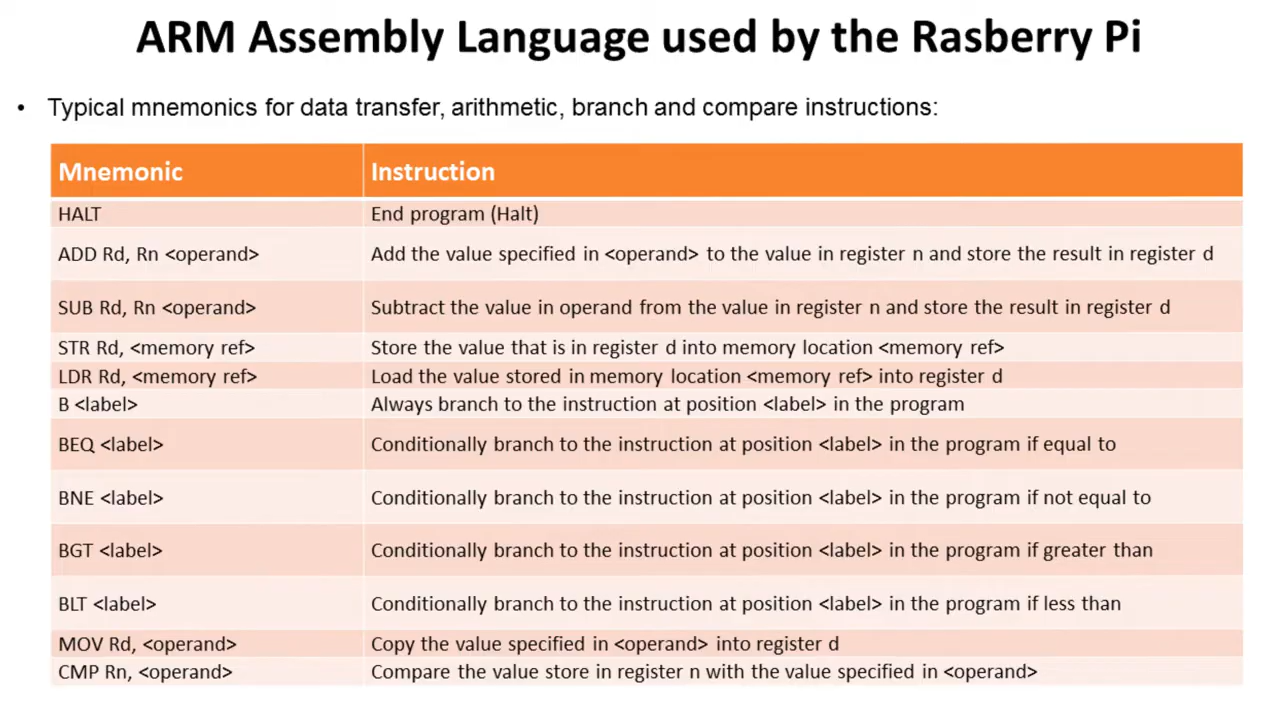 ARM Assembly Language used by the Rasberry Pi
• Typical mnemonics for data transfer, arithmetic, branch and compare instructions:
Mnemonic Instruction
HALT End program (Halt)
ADD Rd, Rn <operand> Add the value specified in <operand> to the value in register n and store the result in register d
SUB Rd, Rn <operand> Subtract the value in operand from the value in register n and store the result in register d
STR Rd, <memory ref> Store the value that is in register d into memory location <memory ref>
LDR Rd, <memory ref> Load the value stored in memory location <memory ref> into register d
B <label> Always branch to the instruction at position <label> in the program
BEQ <label> Conditionally branch to the instruction at position <label> in the program if equal to
BNE <label> Conditionally branch to the instruction at position <label> in the program if not equal to
BGT <label> Conditionally branch to the instruction at position <label> in the program if greater than
BLT <label> Conditionally branch to the instruction at position <label> in the program if less than
MOV Rd, <operand> Copy the value specified in <operand> into register d
CMP Rn, <operand> Compare the value store in register n with the value specified in <operand>